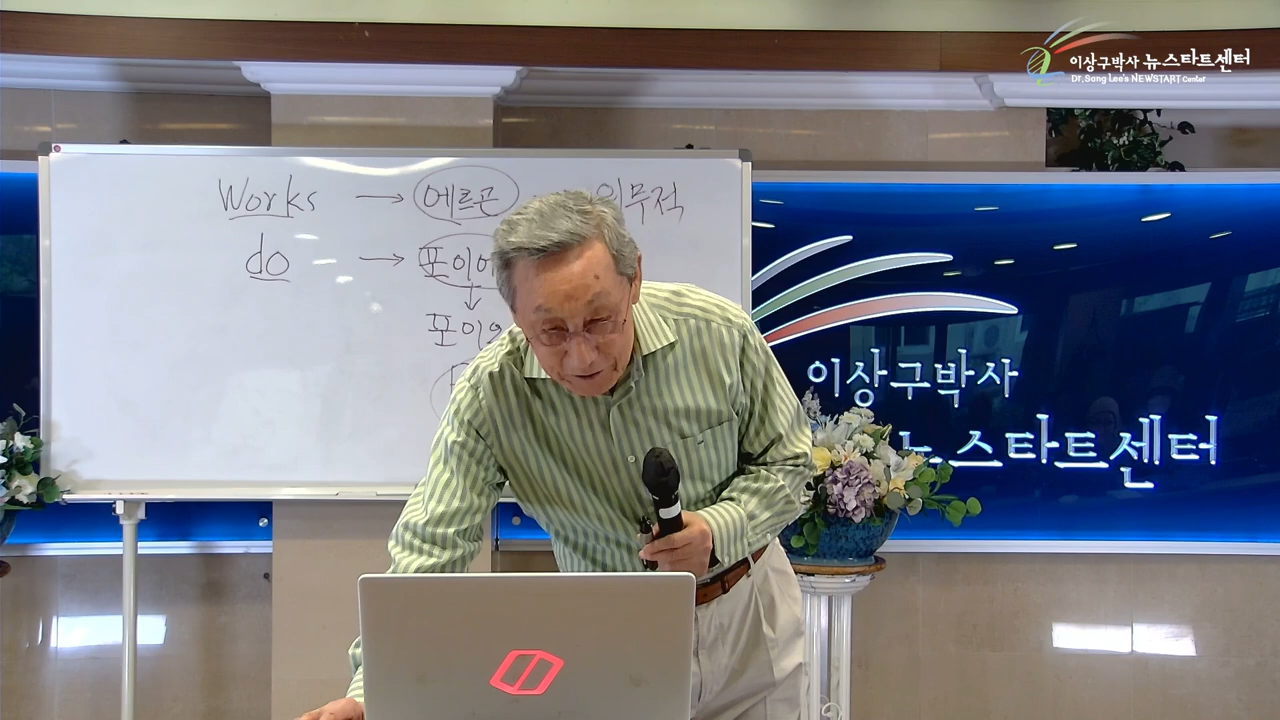 이상구박사 뉴스타트센터
Dr. Sang Lee's NEWSTART Center
Works → 에르곤
의무적
do → 포이에
↓
포이
이상구박사
뉴스타트센터